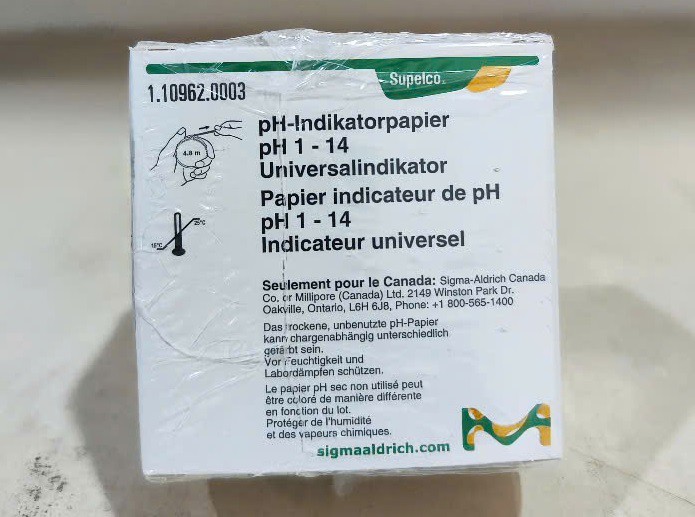 Supelco®
1.10962.0003
4.8 m
15°C
25°C
pH-Indikatorpapier
pH 1 - 14
Universalindikator
Papier indicateur de pH
pH 1 - 14
Indicateur universel
Seulement pour le Canada: Sigma-Aldrich Canada
Co. or Millipore (Canada) Ltd. 2149 Winston Park Dr.
Oakville, Ontario, L6H 6J8, Phone: +1 800-565-1400
Das trockene, unbenutzte pH-Papier
kann chargenabhängig unterschiedlich
gefärbt sein.
Vor Feuchtigkeit und
Labordämpfen schützen.
Le papier pH sec non utilisé peut
être coloré de manière différente
en fonction du lot.
Protéger de l'humidité
et des vapeurs chimiques.
sigmaaldrich.com
M